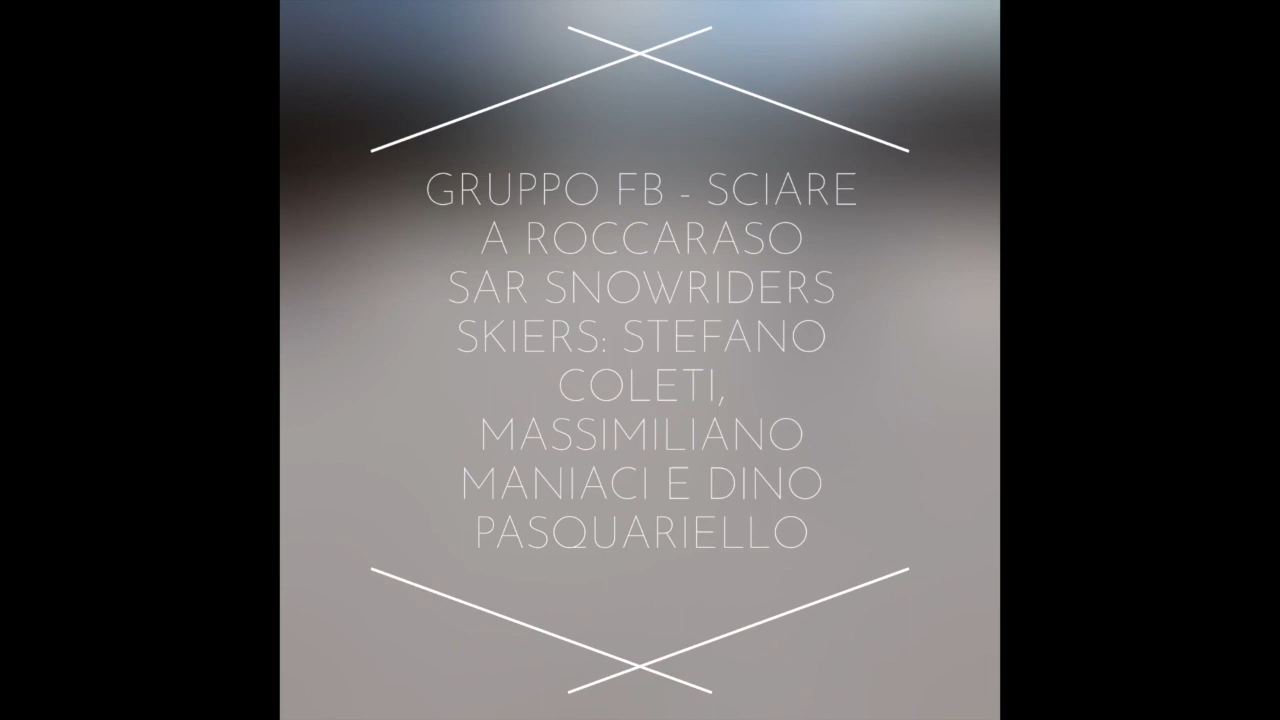 GRUPPO FB - SCIARE
A ROCCARASO
SAR SNOWRIDERS
SKIERS: STEFANO
COLETI,
MASSIMILIANO
MANIACI E DINO
PASQUARIELLO